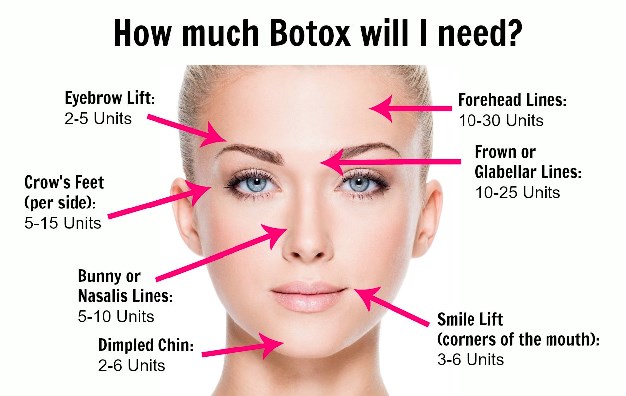 How much Botox will I need?
Eyebrow Lift:
2-5 Units
Crow's Feet
(per side):
5-15 Units
Bunny or
Nasalis Lines:
5-10 Units
Dimpled Chin:
2-6 Units
Forehead Lines:
10-30 Units
Frown or
Glabellar Lines:
10-25 Units
Smile Lift
(corners of the mouth):
3-6 Units